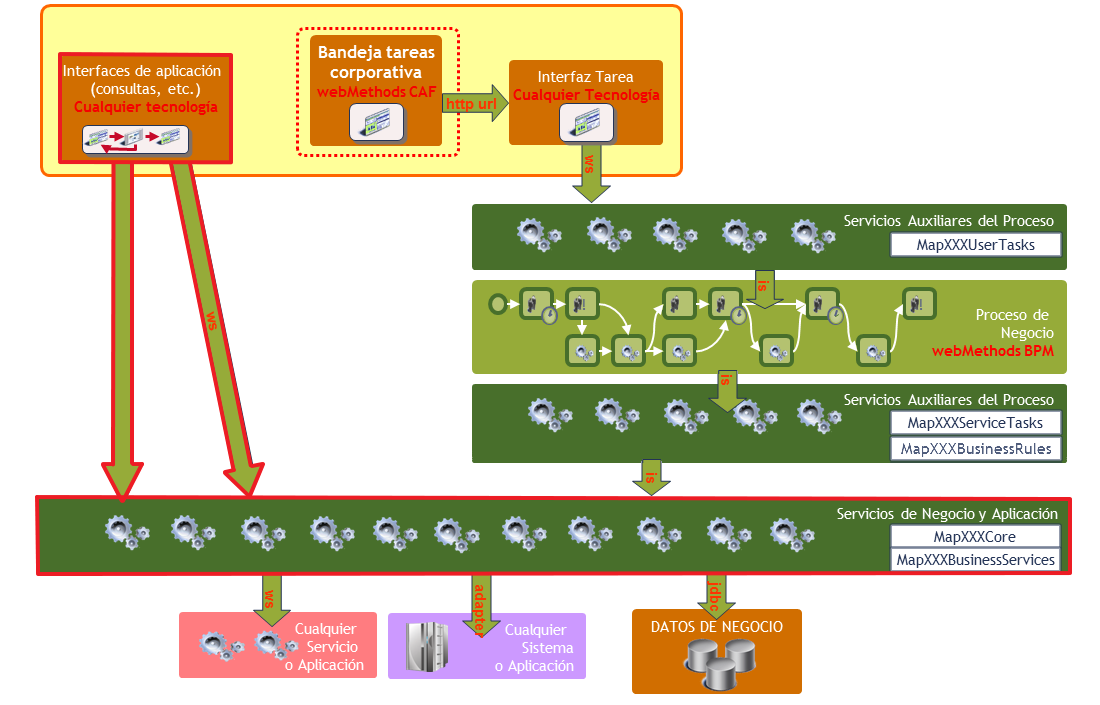 Interfaces de aplicación
(consultas, etc.)
Cualquier tecnología
Bandeja tareas
corporativa
webMethods CAF
http url
Interfaz Tarea
Cualquier Tecnología
ws
Servicios Auxiliares del Proceso
MapXXXUserTasks
is
Proceso de
Negocio
webMethods BPM
is
Servicios Auxiliares del Proceso
MapXXXServiceTasks
MapXXXBusinessRules
ws
is
Servicios de Negocio y Aplicación
MapXXXCore
MapXXXBusinessServices
ws
adapter
jdbc
Cualquier
Servicio
o Aplicación
Cualquier
Sistema
o Aplicación
DATOS DE NEGOCIO